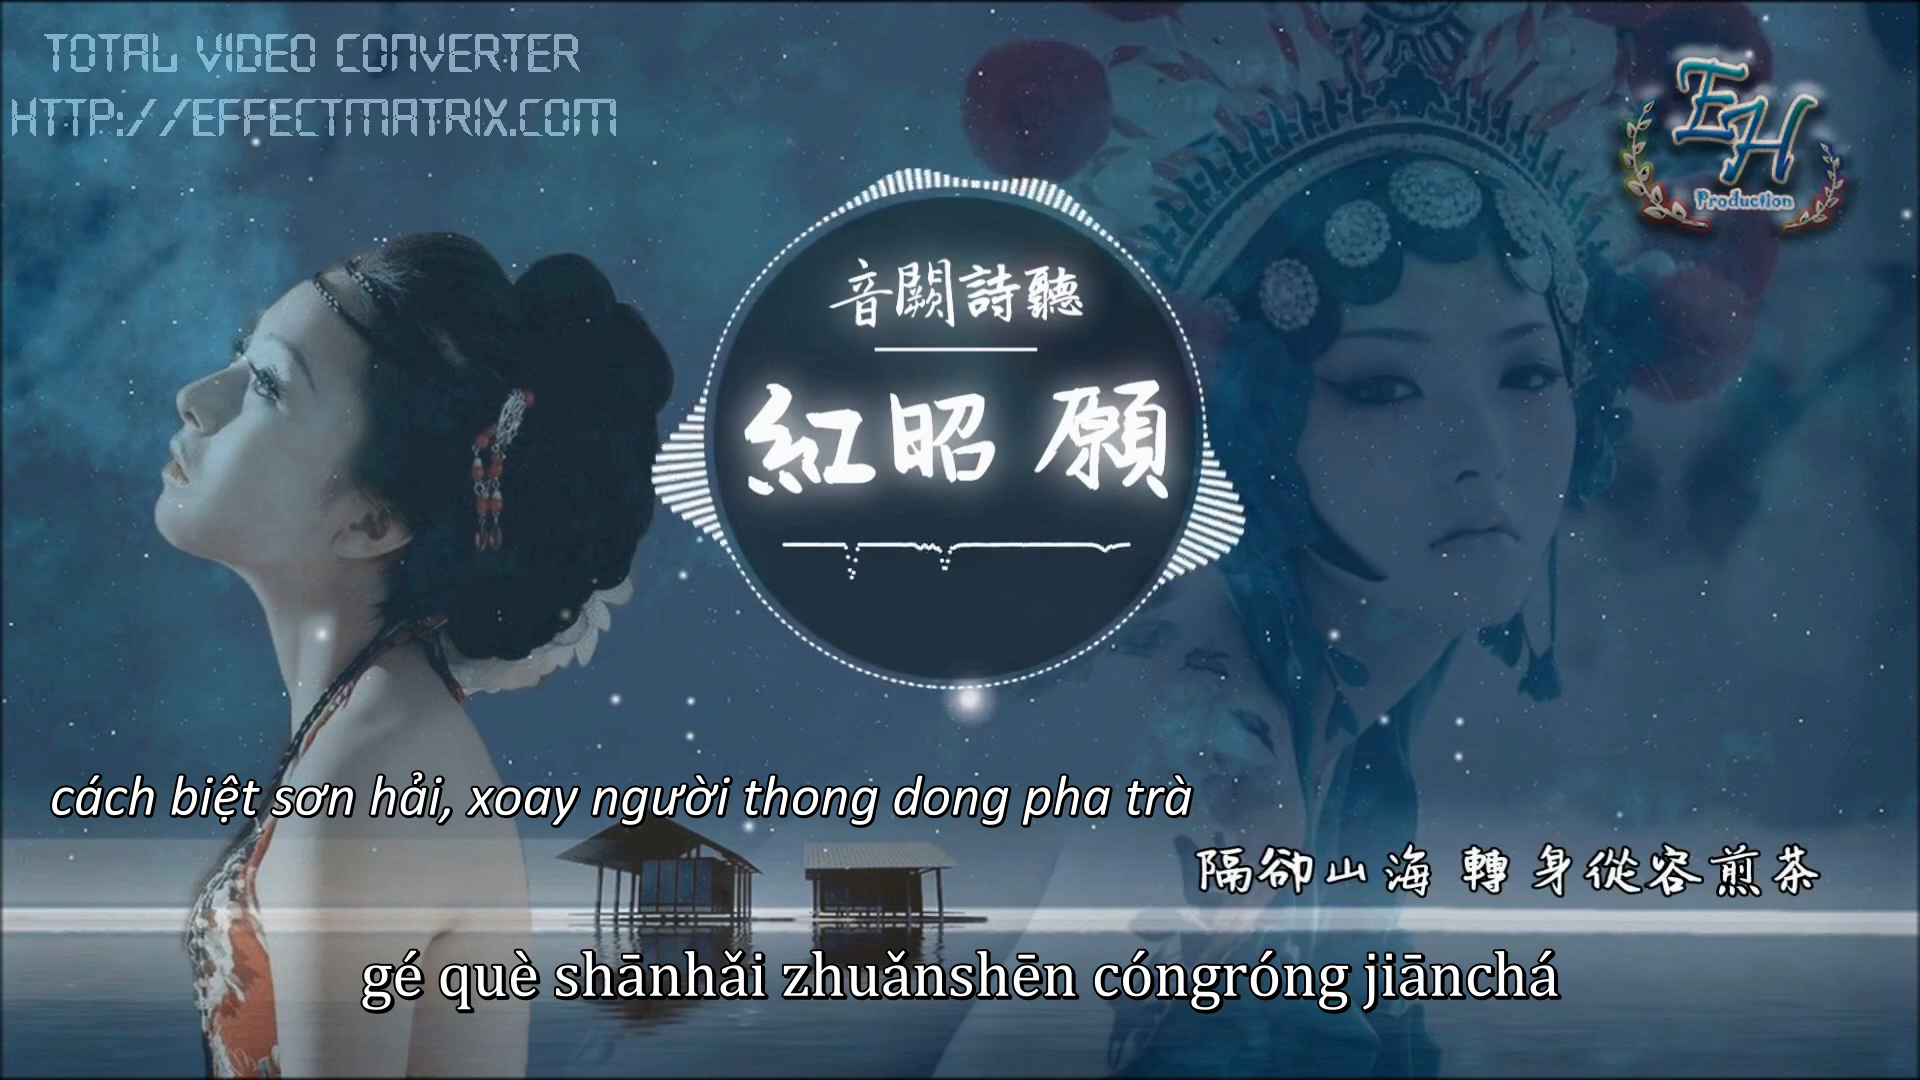 TOTAL VIDEO CONVERTER
HTTP://EFFECTMATRIX.COM
EH
Production
音闕詩聽
紅昭願
cách biệt sơn hải, xoay người thong dong pha trà
隔卻山海 轉身從容煎茶
gé què shānhǎi zhuǎnshēn cóngróng jiānchá